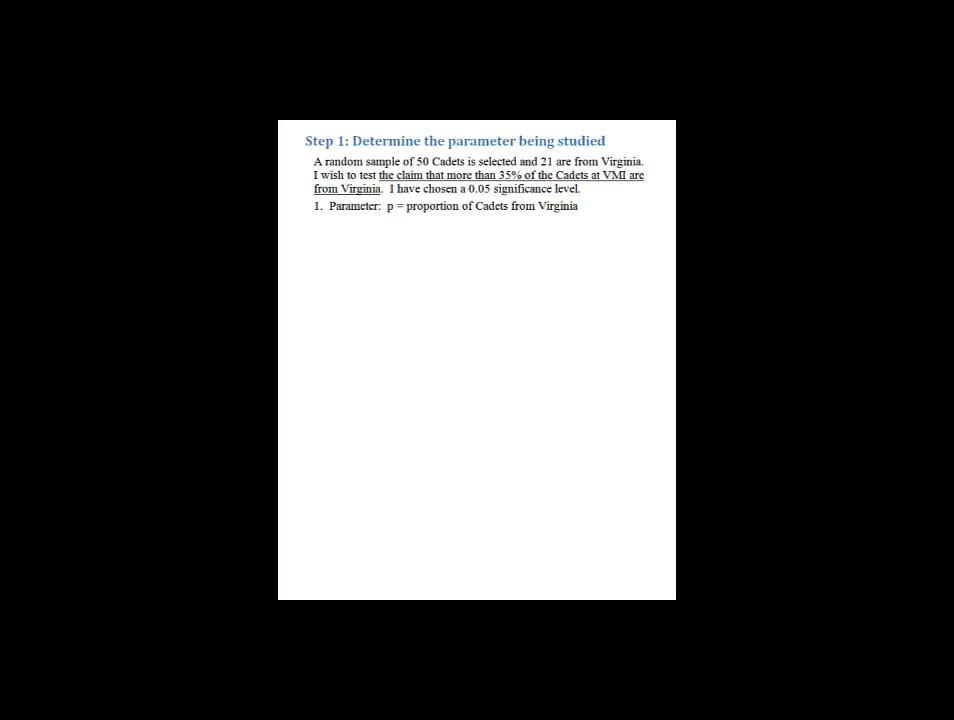 Step 1: Determine the parameter being studied
A random sample of 50 Cadets is selected and 21 are from Virginia.
I wish to test the claim that more than 35% of the Cadets at VMI are
from Virginia. I have chosen a 0.05 significance level.
1. Parameter: p = proportion of Cadets from Virginia